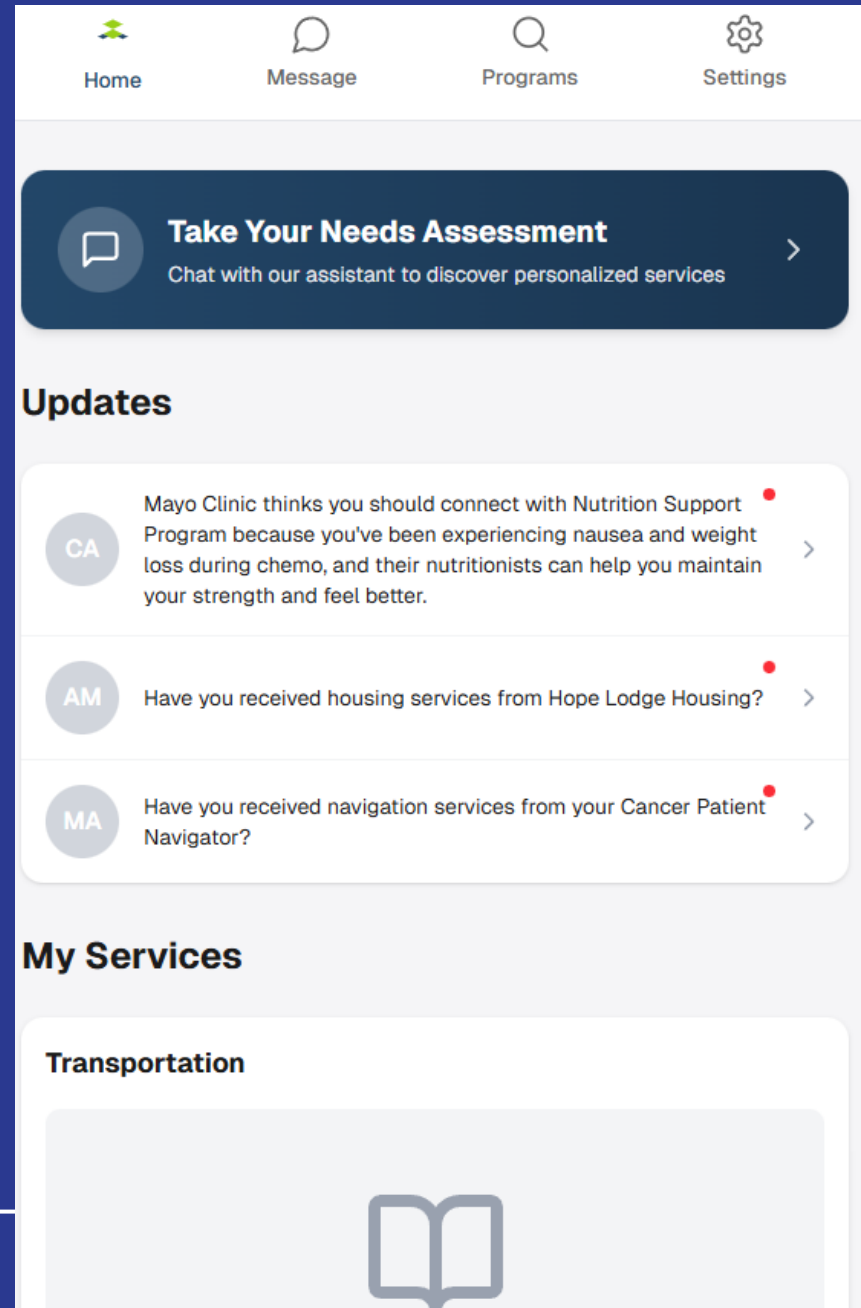 Home
Message
Programs
Settings
Take Your Needs Assessment
Chat with our assistant to discover personalized services
Updates
CA
Mayo Clinic thinks you should connect with Nutrition Support
Program because you've been experiencing nausea and weight
loss during chemo, and their nutritionists can help you maintain
your strength and feel better.
AM
Have you received housing services from Hope Lodge Housing?
MA
Have you received navigation services from your Cancer Patient
Navigator?
My Services
Transportation